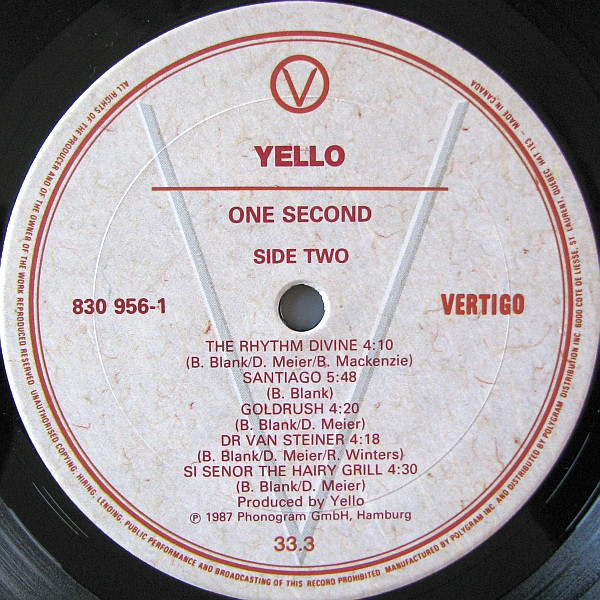 V
YELLO
ONE SECOND
SIDE TWO
830 956-1
VERTIGO
THE RHYTHM DIVINE 4:10
(B. Blank/D. Meier/B. Mackenzie)
SANTIAGO 5:48
(B. Blank)
GOLDRUSH 4:20
(B. Blank/D. Meier)
DR VAN STEINER 4:18
(B. Blank/D. Meier/R. Winters)
SI SENOR THE HAIRY GRILL 4:30
(B. Blank/D. Meier)
Produced by Yello
℗ 1987 Phonogram GmbH, Hamburg
33.3
ALL RIGHTS OF THE PRODUCER AND OF THE OWNER OF THE WORK REPRODUCED RESERVED. UNAUTHORISED COPYING, HIRING, LENDING, PUBLIC PERFORMANCE AND BROADCASTING OF THIS RECORD PROHIBITED. MANUFACTURED BY POLYGRAM INC. AND DISTRIBUTED BY POLYGRAM DISTRIBUTION INC. 6000 COTE DE LIESSE, ST LAURENT, QUEBEC H4T 1E3 – MADE IN CANADA